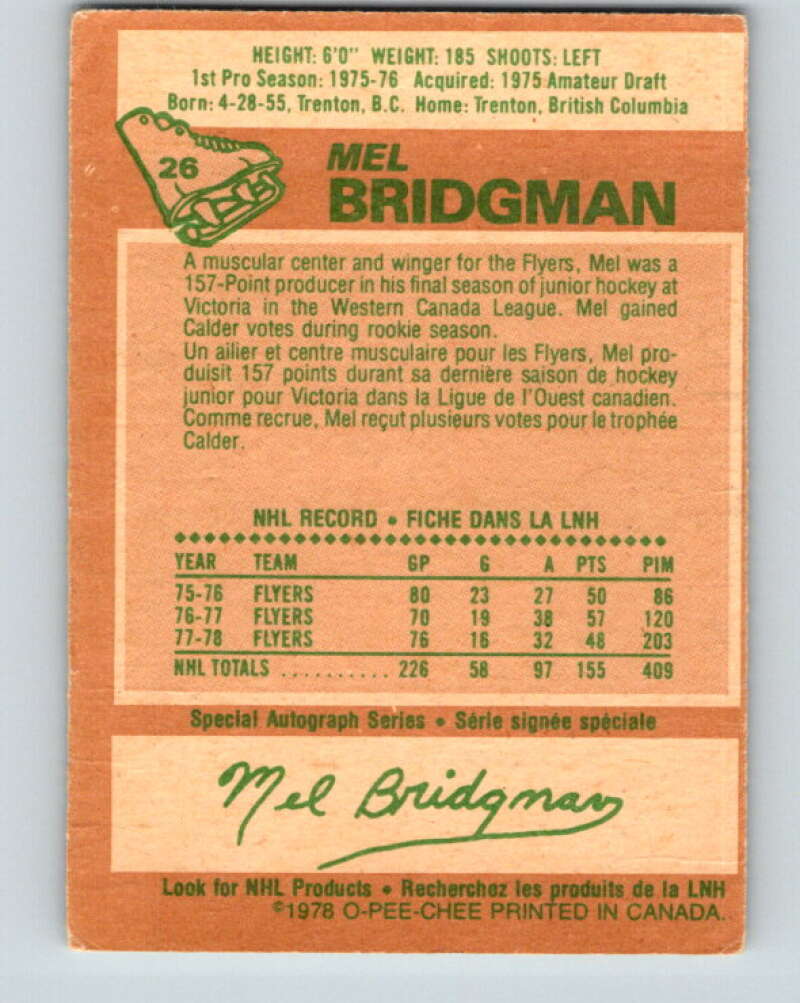 HEIGHT: 6'0" WEIGHT: 185 SHOOTS: LEFT
1st Pro Season: 1975-76 Acquired: 1975 Amateur Draft
Born: 4-28-55, Trenton, B.C. Home: Trenton, British Columbia
26
MEL
BRIDGMAN
A muscular center and winger for the Flyers, Mel was a
157-Point producer in his final season of junior hockey at
Victoria in the Western Canada League. Mel gained
Calder votes during rookie season.
Un ailier et centre musculaire pour les Flyers, Mel pro-
duisit 157 points durant sa dernière saison de hockey
junior pour Victoria dans la Ligue de l'Ouest canadien.
Comme recrue, Mel reçut plusieurs votes pour le trophée
Calder.
NHL RECORD • FICHE DANS LA LNH
YEAR TEAM GP G A PTS PIM
75-76 FLYERS 80 23 27 50 86
76-77 FLYERS 70 19 38 57 120
77-78 FLYERS 76 16 32 48 203
NHL TOTALS .......... 226 58 97 155 409
Special Autograph Series • Série signée spéciale
Mel Bridgman
Look for NHL Products • Recherchez les produits de la LNH
©1978 O-PEE-CHEE PRINTED IN CANADA.